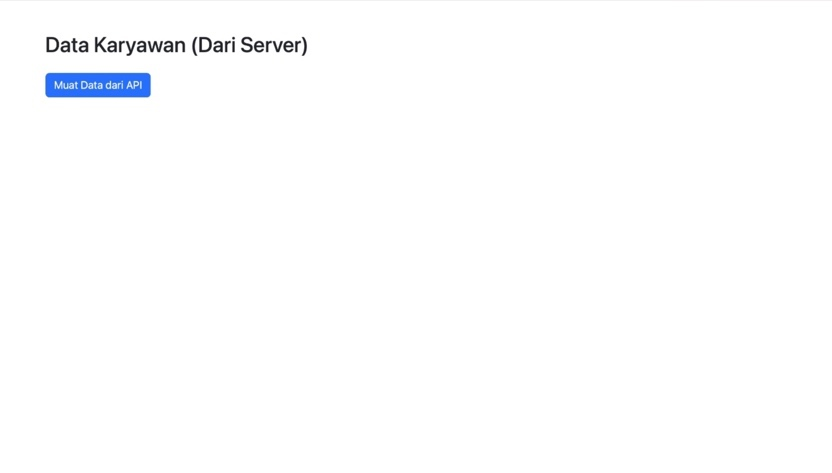 Data Karyawan (Dari Server)
Muat Data dari API